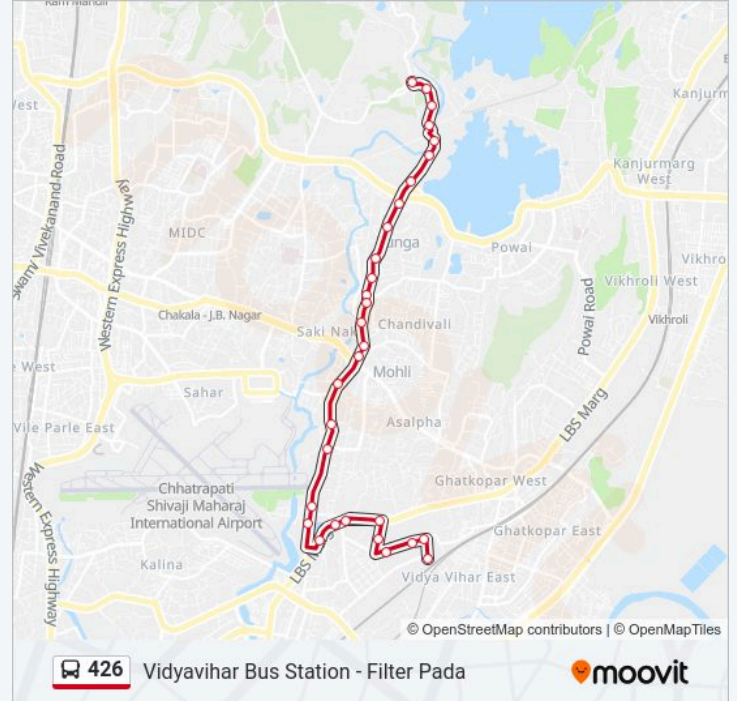 Kanjurm
/est
Kanjurmarg
West
Swami Vivekanand Road
Western Express Highway
MIDC
unga
Powai
Vikhro
Vikhroli West
Powai Road
Chakala - J.B. Nagar
Saki Nak
Chandivali
Vikhroli
e West
Mohli
Sahar
LBS Marg
Asalpha
Vile Parle East
Ghatkopar West
Western Express Highway
Chhatrapati
Shivaji Maharaj
International Airport
Ghatkopar East
LBS Marg
Kalina
Vidya Vihar East
© OpenStreetMap contributors | © OpenMapTiles
426 Vidyavihar Bus Station - Filter Pada
moovit